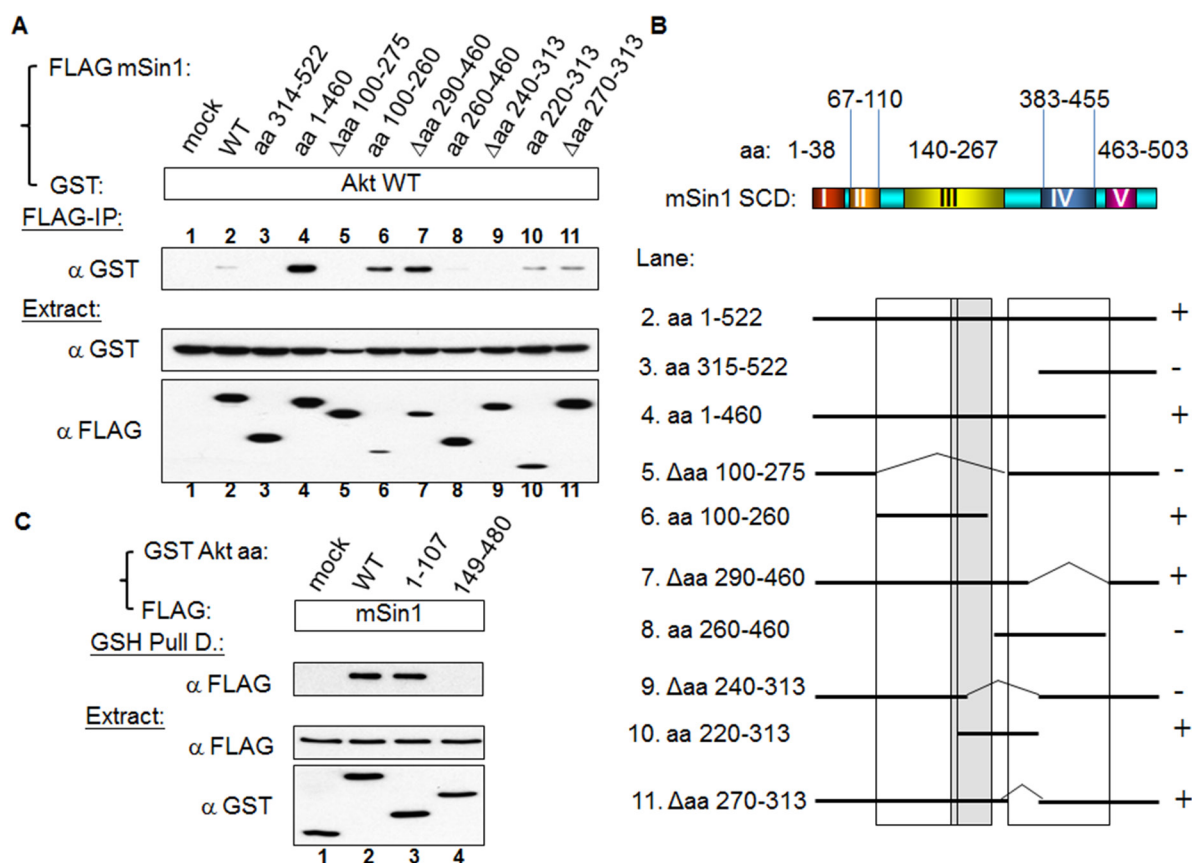 A
FLAG mSin1:
mock
WT
aa 314-522
aa 1-460
Δaa 100-275
aa 100-260
Δaa 290-460
aa 260-460
Δaa 240-313
aa 220-313
Δaa 270-313
GST:
Akt WT
FLAG-IP:
1 2 3 4 5 6 7 8 9 10 11
α GST
Extract:
α GST
α FLAG
1 2 3 4 5 6 7 8 9 10 11
C
GST Akt aa:
mock
WT
1-107
149-480
FLAG:
mSin1
GSH Pull D.:
α FLAG
Extract:
α FLAG
α GST
1 2 3 4
B
67-110 383-455
aa: 1-38 140-267 463-503
mSin1 SCD: I II III IV V
Lane:
2. aa 1-522 +
3. aa 315-522 -
4. aa 1-460 +
5. Δaa 100-275 -
6. aa 100-260 +
7. Δaa 290-460 +
8. aa 260-460 -
9. Δaa 240-313 -
10. aa 220-313 +
11. Δaa 270-313 +